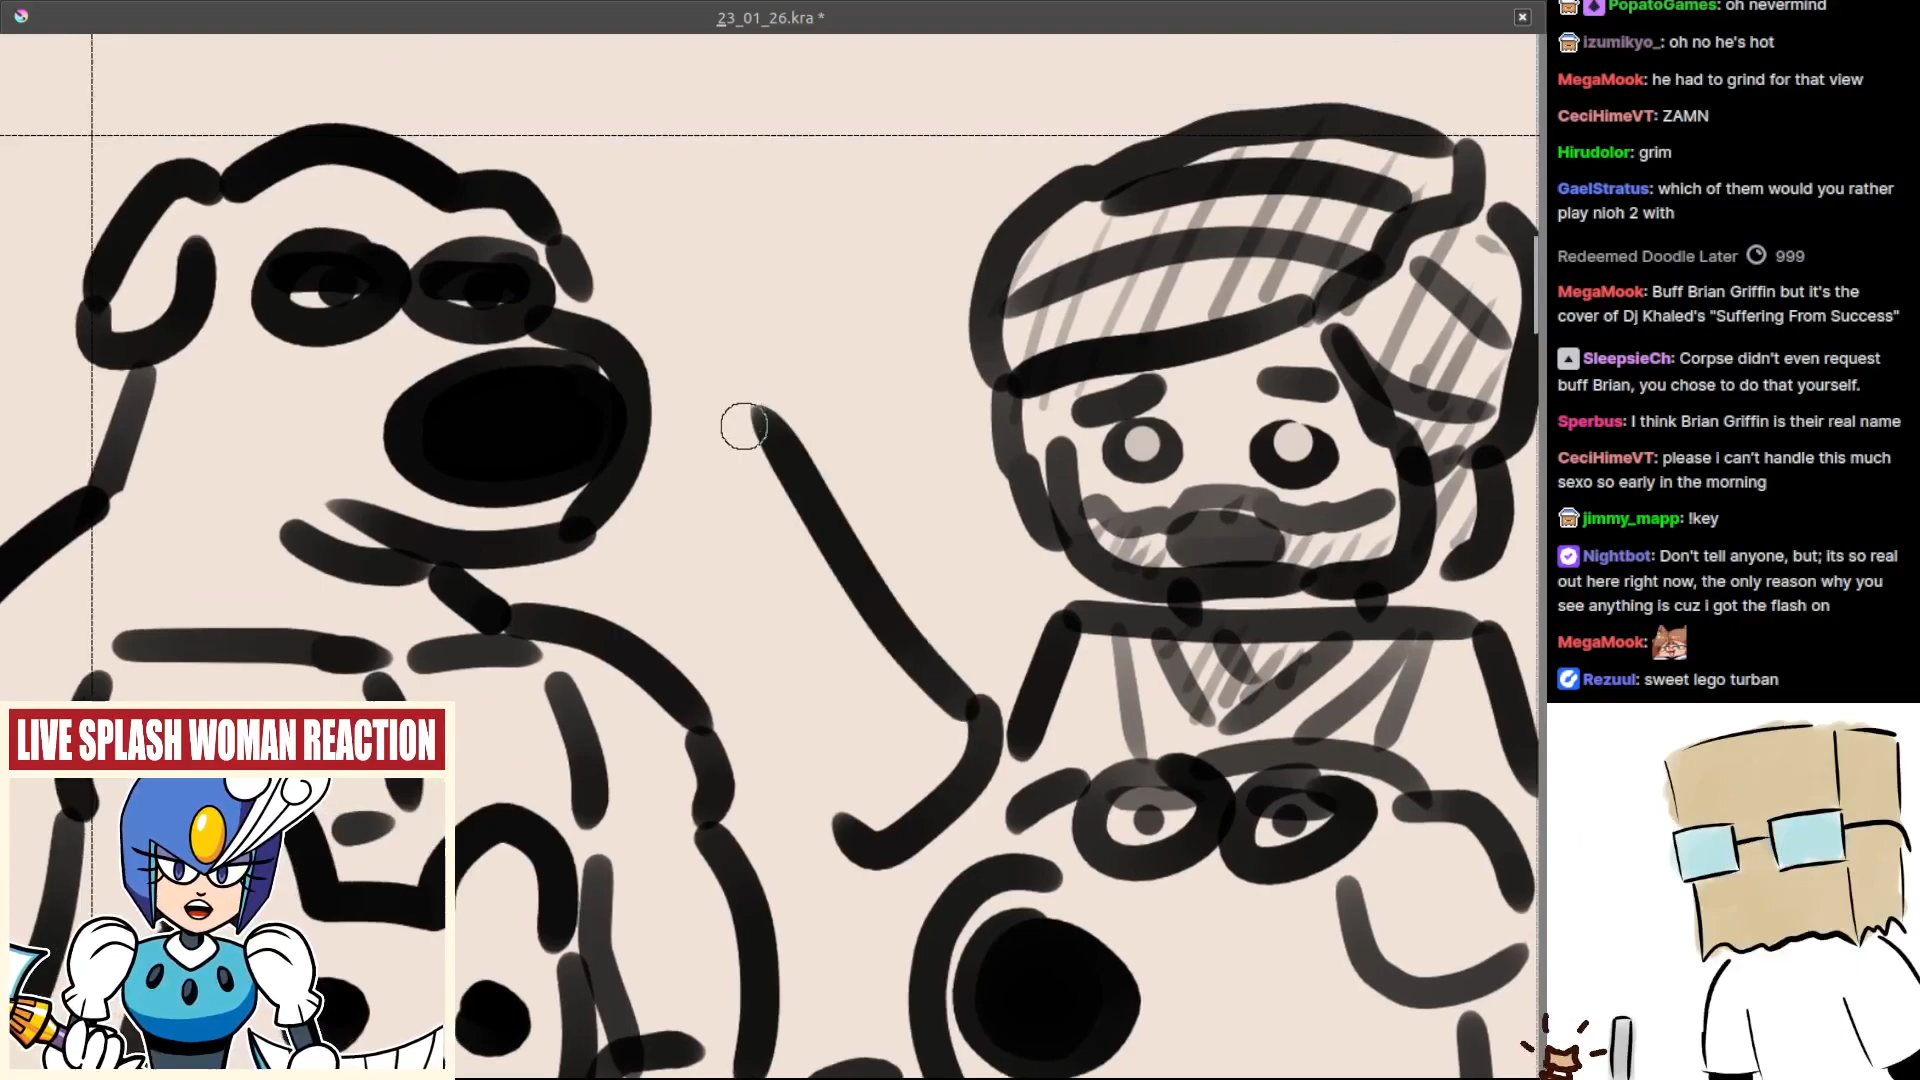 23_01_26.kra *
PopatoGames: oh nevermind
izumikyo_: oh no he's hot
MegaMook: he had to grind for that view
CeciHimeVT: ZAMN
Hirudolor: grim
GaelStratus: which of them would you rather
play nioh 2 with
Redeemed Doodle Later 999
MegaMook: Buff Brian Griffin but it's the
cover of Dj Khaled's "Suffering From Success"
SleepsieCh: Corpse didn't even request
buff Brian, you chose to do that yourself.
Sperbus: I think Brian Griffin is their real name
CeciHimeVT: please i can't handle this much
sexo so early in the morning
jimmy_mapp: !key
Nightbot: Don't tell anyone, but; its so real
out here right now, the only reason why you
see anything is cuz i got the flash on
MegaMook:
Rezuul: sweet lego turban
LIVE SPLASH WOMAN REACTION